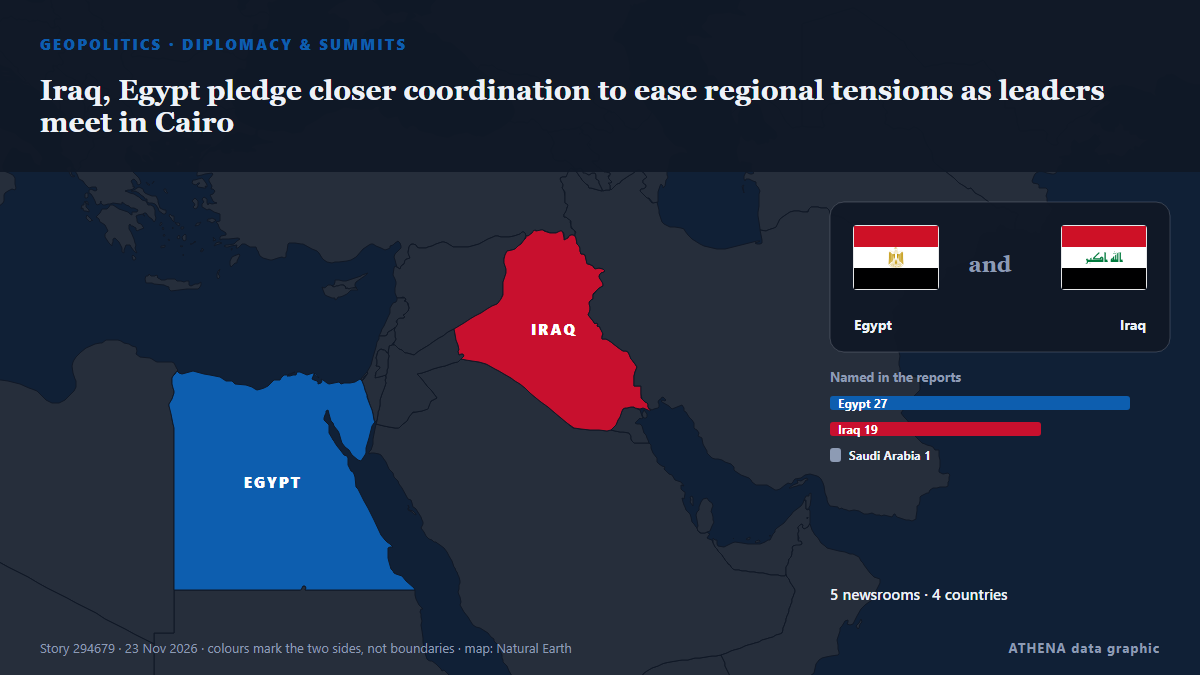 GEOPOLITICS · DIPLOMACY & SUMMITS
Iraq, Egypt pledge closer coordination to ease regional tensions as leaders
meet in Cairo
and
الله اكبر
Egypt
Iraq
IRAQ
EGYPT
Named in the reports
Egypt 27
Iraq 19
Saudi Arabia 1
5 newsrooms · 4 countries
Story 294679 · 23 Nov 2026 · colours mark the two sides, not boundaries · map: Natural Earth
ATHENA data graphic